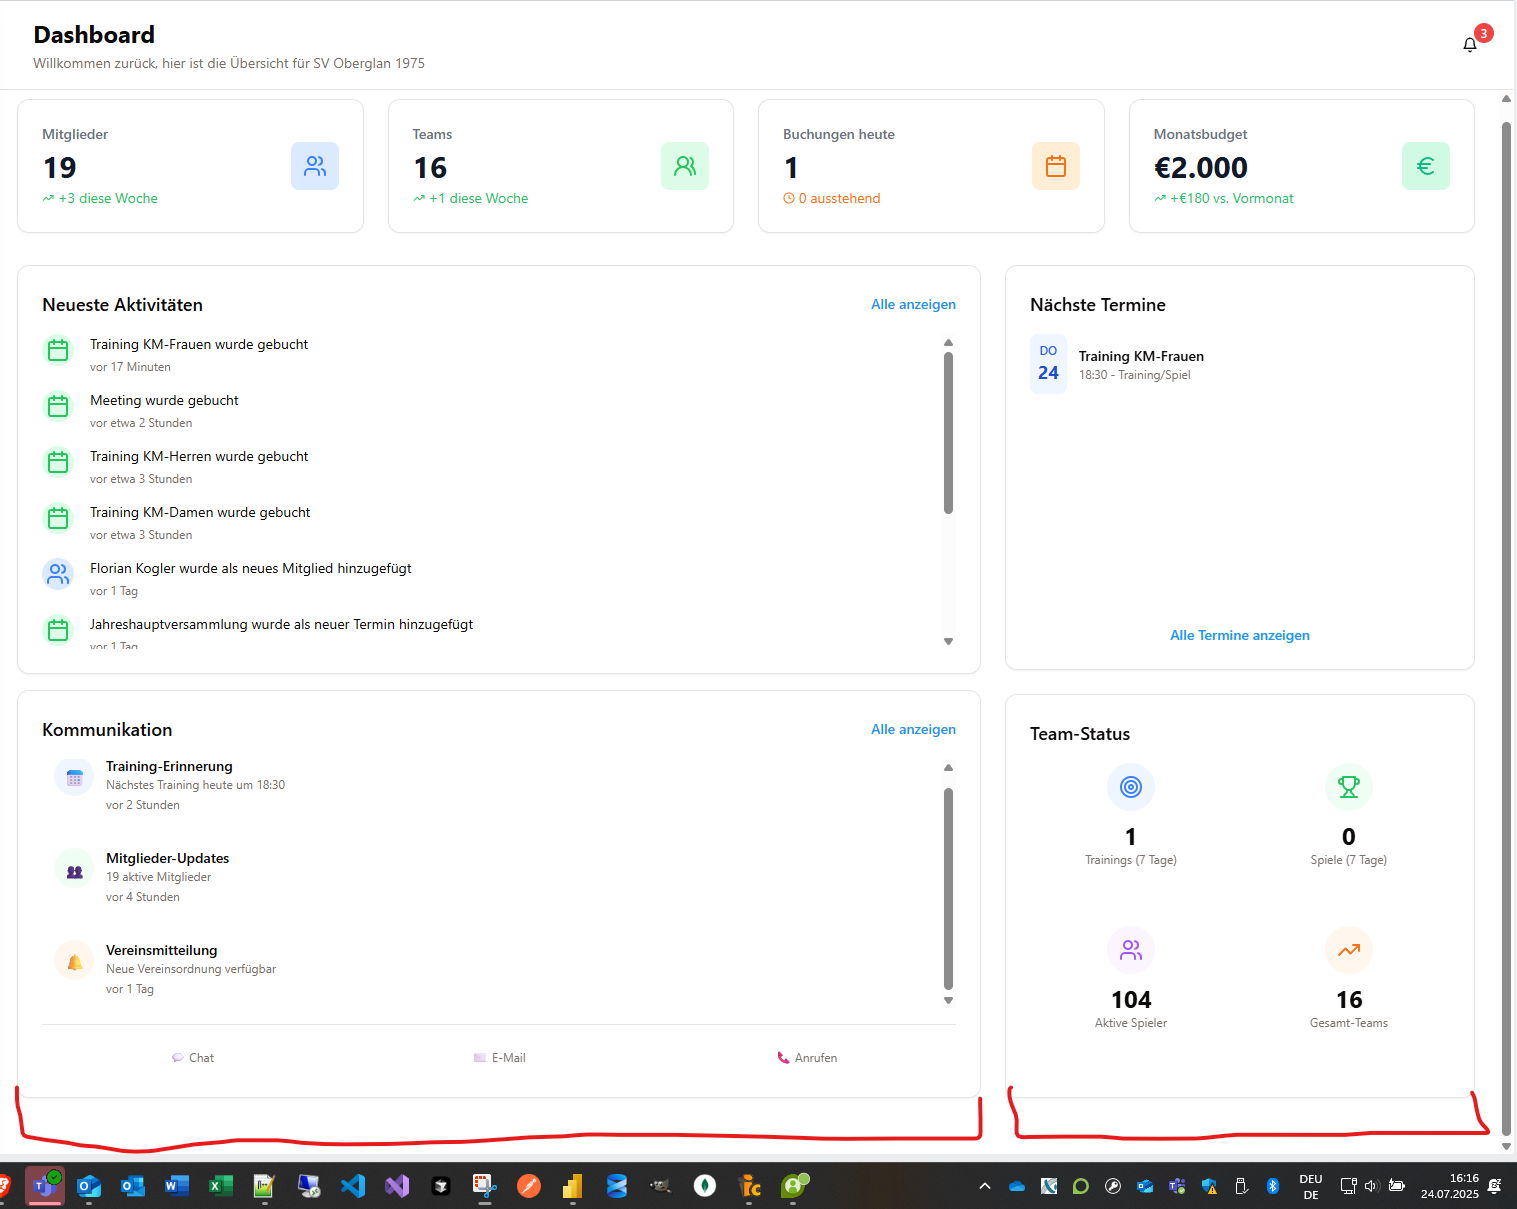 Dashboard
3
Willkommen zurück, hier ist die Übersicht für SV Oberglan 1975
Mitglieder
19
+3 diese Woche
Teams
16
+1 diese Woche
Buchungen heute
1
0 ausstehend
Monatsbudget
€2.000
€
+€180 vs. Vormonat
Neueste Aktivitäten
Alle anzeigen
Training KM-Frauen wurde gebucht
vor 17 Minuten
Meeting wurde gebucht
vor etwa 2 Stunden
Training KM-Herren wurde gebucht
vor etwa 3 Stunden
Training KM-Damen wurde gebucht
vor etwa 3 Stunden
Florian Kogler wurde als neues Mitglied hinzugefügt
vor 1 Tag
Jahreshauptversammlung wurde als neuer Termin hinzugefügt
vor 1 Tag
Nächste Termine
DO
24
Training KM-Frauen
18:30 - Training/Spiel
Alle Termine anzeigen
Kommunikation
Alle anzeigen
Training-Erinnerung
Nächstes Training heute um 18:30
vor 2 Stunden
Mitglieder-Updates
19 aktive Mitglieder
vor 4 Stunden
Vereinsmitteilung
Neue Vereinsordnung verfügbar
vor 1 Tag
Chat
E-Mail
Anrufen
Team-Status
1
Trainings (7 Tage)
0
Spiele (7 Tage)
104
Aktive Spieler
16
Gesamt-Teams
DEU
DE
16:16
24.07.2025